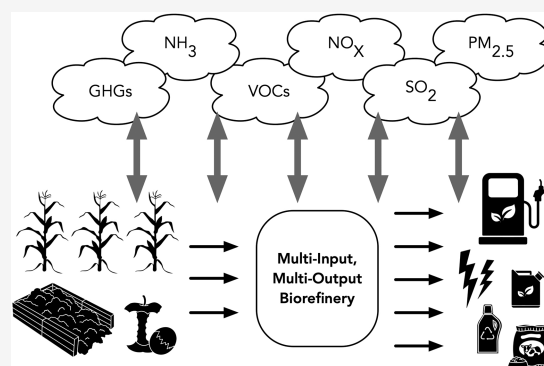 NH3
NOX
PM2.5
GHGs
VOCs
SO2
Multi-Input,
Multi-Output
Biorefinery